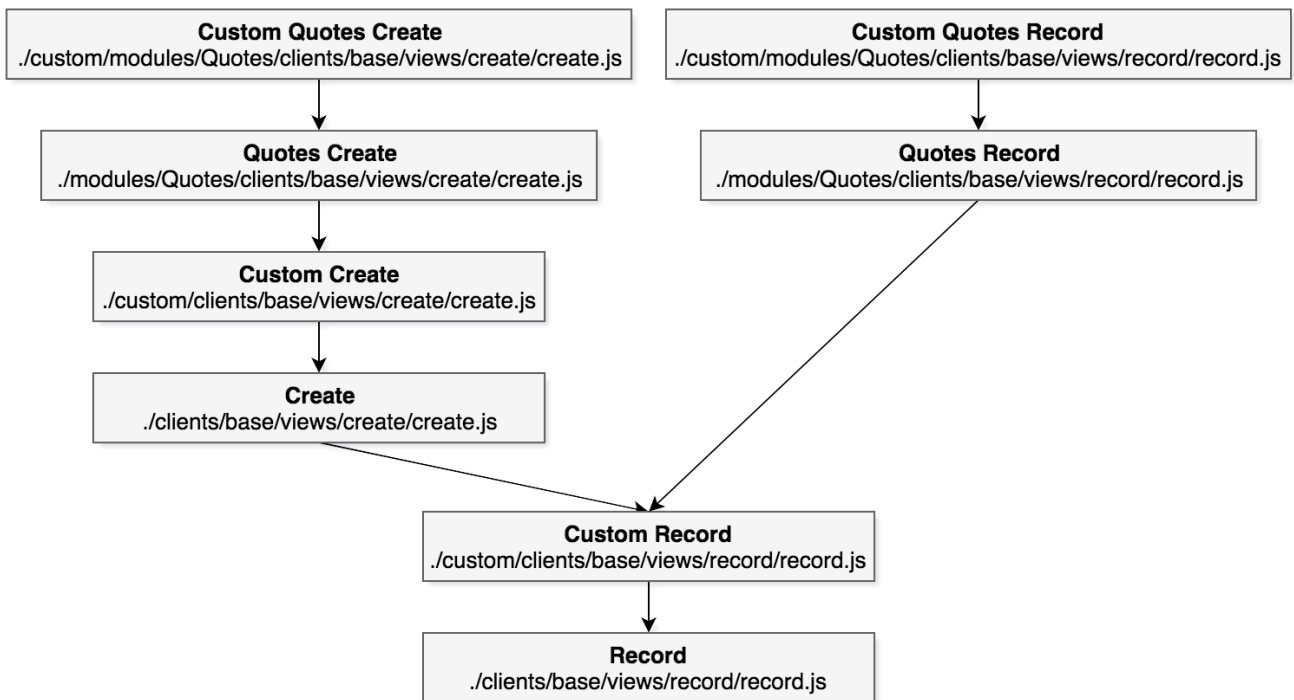 Custom Quotes Create
./custom/modules/Quotes/clients/base/views/create/create.js
Custom Quotes Record
./custom/modules/Quotes/clients/base/views/record/record.js
Quotes Create
./modules/Quotes/clients/base/views/create/create.js
Quotes Record
./modules/Quotes/clients/base/views/record/record.js
Custom Create
./custom/clients/base/views/create/create.js
Create
./clients/base/views/create/create.js
Custom Record
./custom/clients/base/views/record/record.js
Record
./clients/base/views/record/record.js